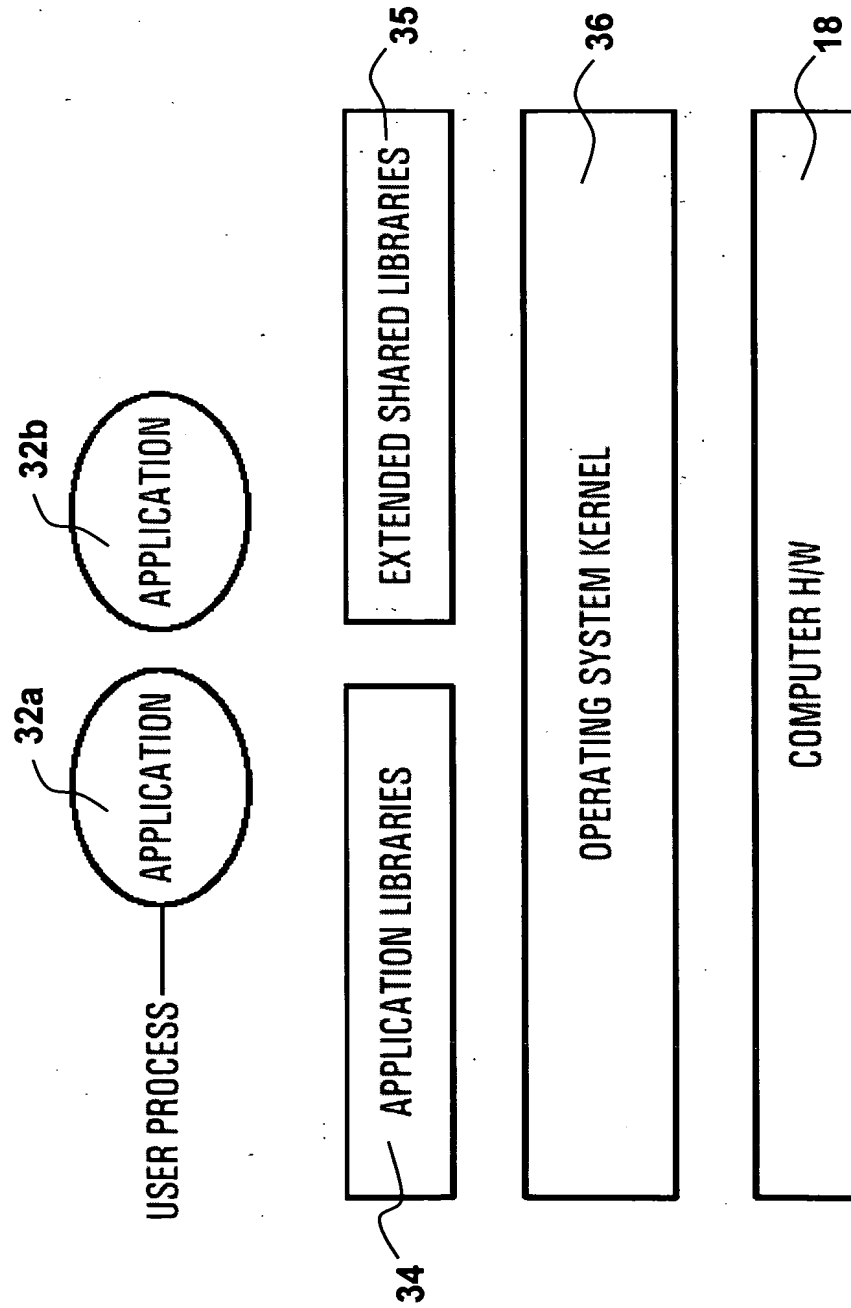 32a
32b
USER PROCESS
APPLICATION
APPLICATION
34
APPLICATION LIBRARIES
EXTENDED SHARED LIBRARIES
35
OPERATING SYSTEM KERNEL
36
COMPUTER H/W
18